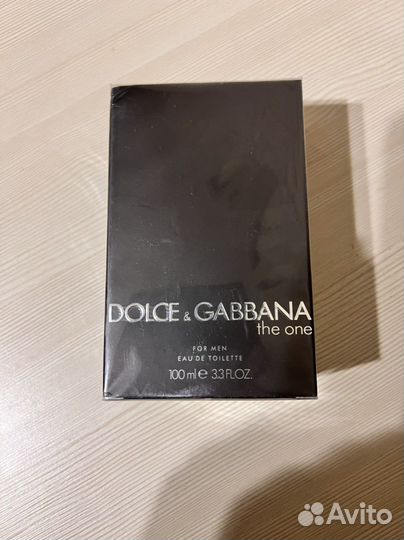 DOLCE & GABBANA
the one
FOR MEN
EAU DE TOILETTE
100 ml e 3.3 FL.OZ.
Avito